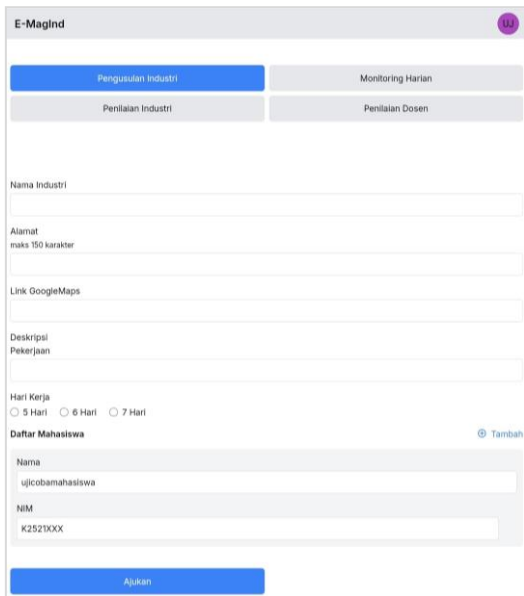 E-MagInd
UJ
Pengusulan Industri
Monitoring Harian
Penilaian Industri
Penilaian Dosen
Nama Industri
Alamat
maks 150 karakter
Link GoogleMaps
Deskripsi
Pekerjaan
Hari Kerja
5 Hari 6 Hari 7 Hari
Daftar Mahasiswa
Tambah
Nama
ujicobamahasiswa
NIM
K2521XXX
Ajukan